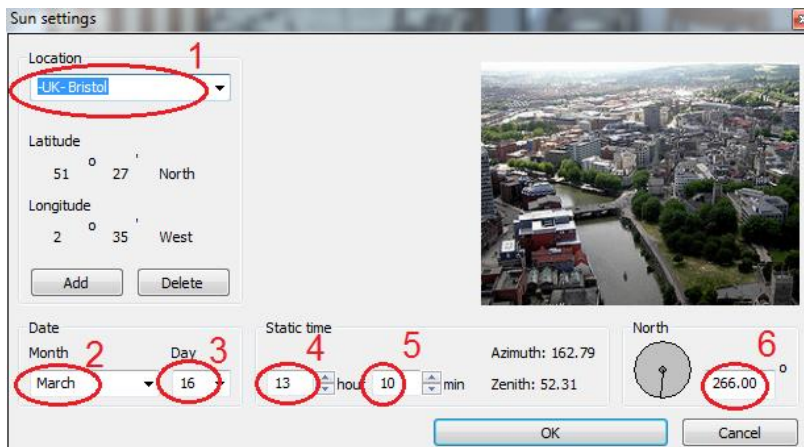 Sun settings
Location
1
-UK- Bristol
Latitude
51 o 27 ' North
Longitude
2 o 35 ' West
Add Delete
Date
Month Day
2 3
March 16
Static time
4 5
13 hour 10 min
Azimuth: 162.79
Zenith: 52.31
North
6
266.00 o
OK Cancel